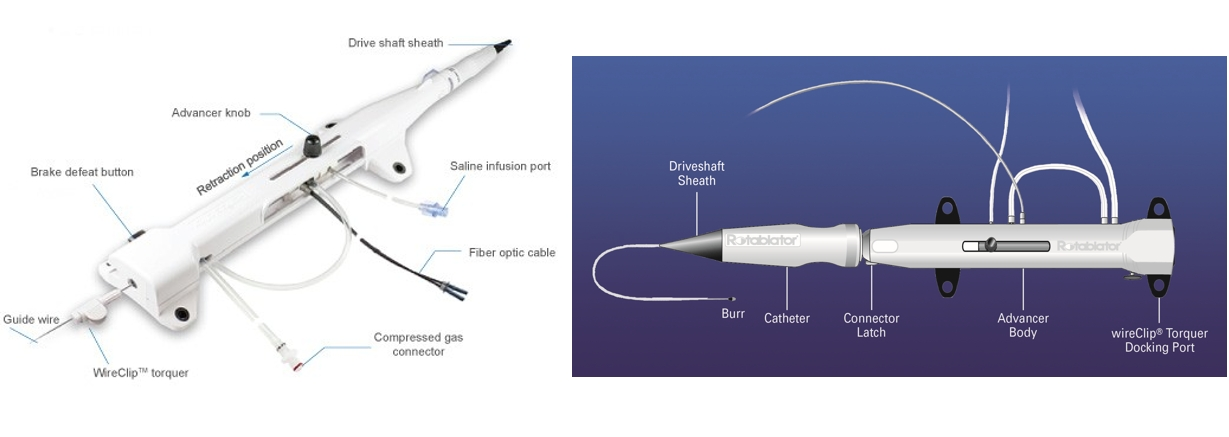 Drive shaft sheath
Advancer knob
Retraction position
Brake defeat button
Saline infusion port
Fiber optic cable
Guide wire
Compressed gas
connector
WireClip™ torquer
Driveshaft
Sheath
Rotablator
Rotablator
Burr
Catheter
Connector
Latch
Advancer
Body
wireClip® Torquer
Docking Port